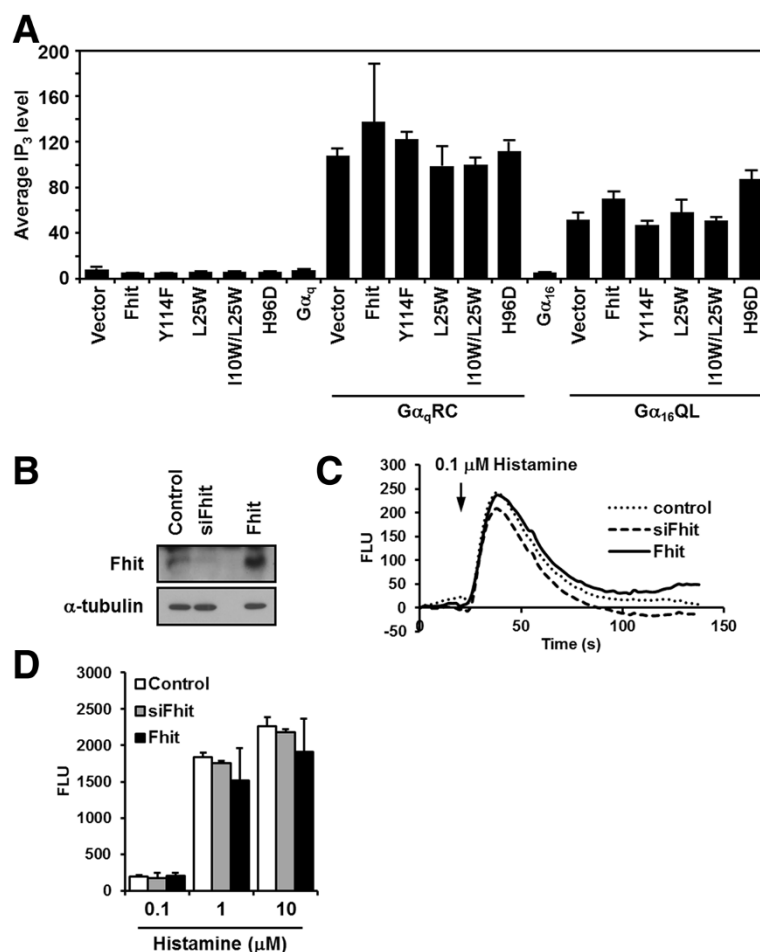 A
Average IP₃ level
200
160
120
80
40
0
Vector
Fhit
Y114F
L25W
I10W/L25W
H96D
Gαq
Vector
Fhit
Y114F
L25W
I10W/L25W
H96D
Gα₁₆
Vector
Fhit
Y114F
L25W
I10W/L25W
H96D
GαqRC
Gα₁₆QL
B
Control
siFhit
Fhit
Fhit
α-tubulin
C
0.1 µM Histamine
FLU
300
250
200
150
100
50
0
-50
0
50
100
150
Time (s)
control
siFhit
Fhit
D
FLU
3000
2500
2000
1500
1000
500
0
Control
siFhit
Fhit
0.1
1
10
Histamine (µM)